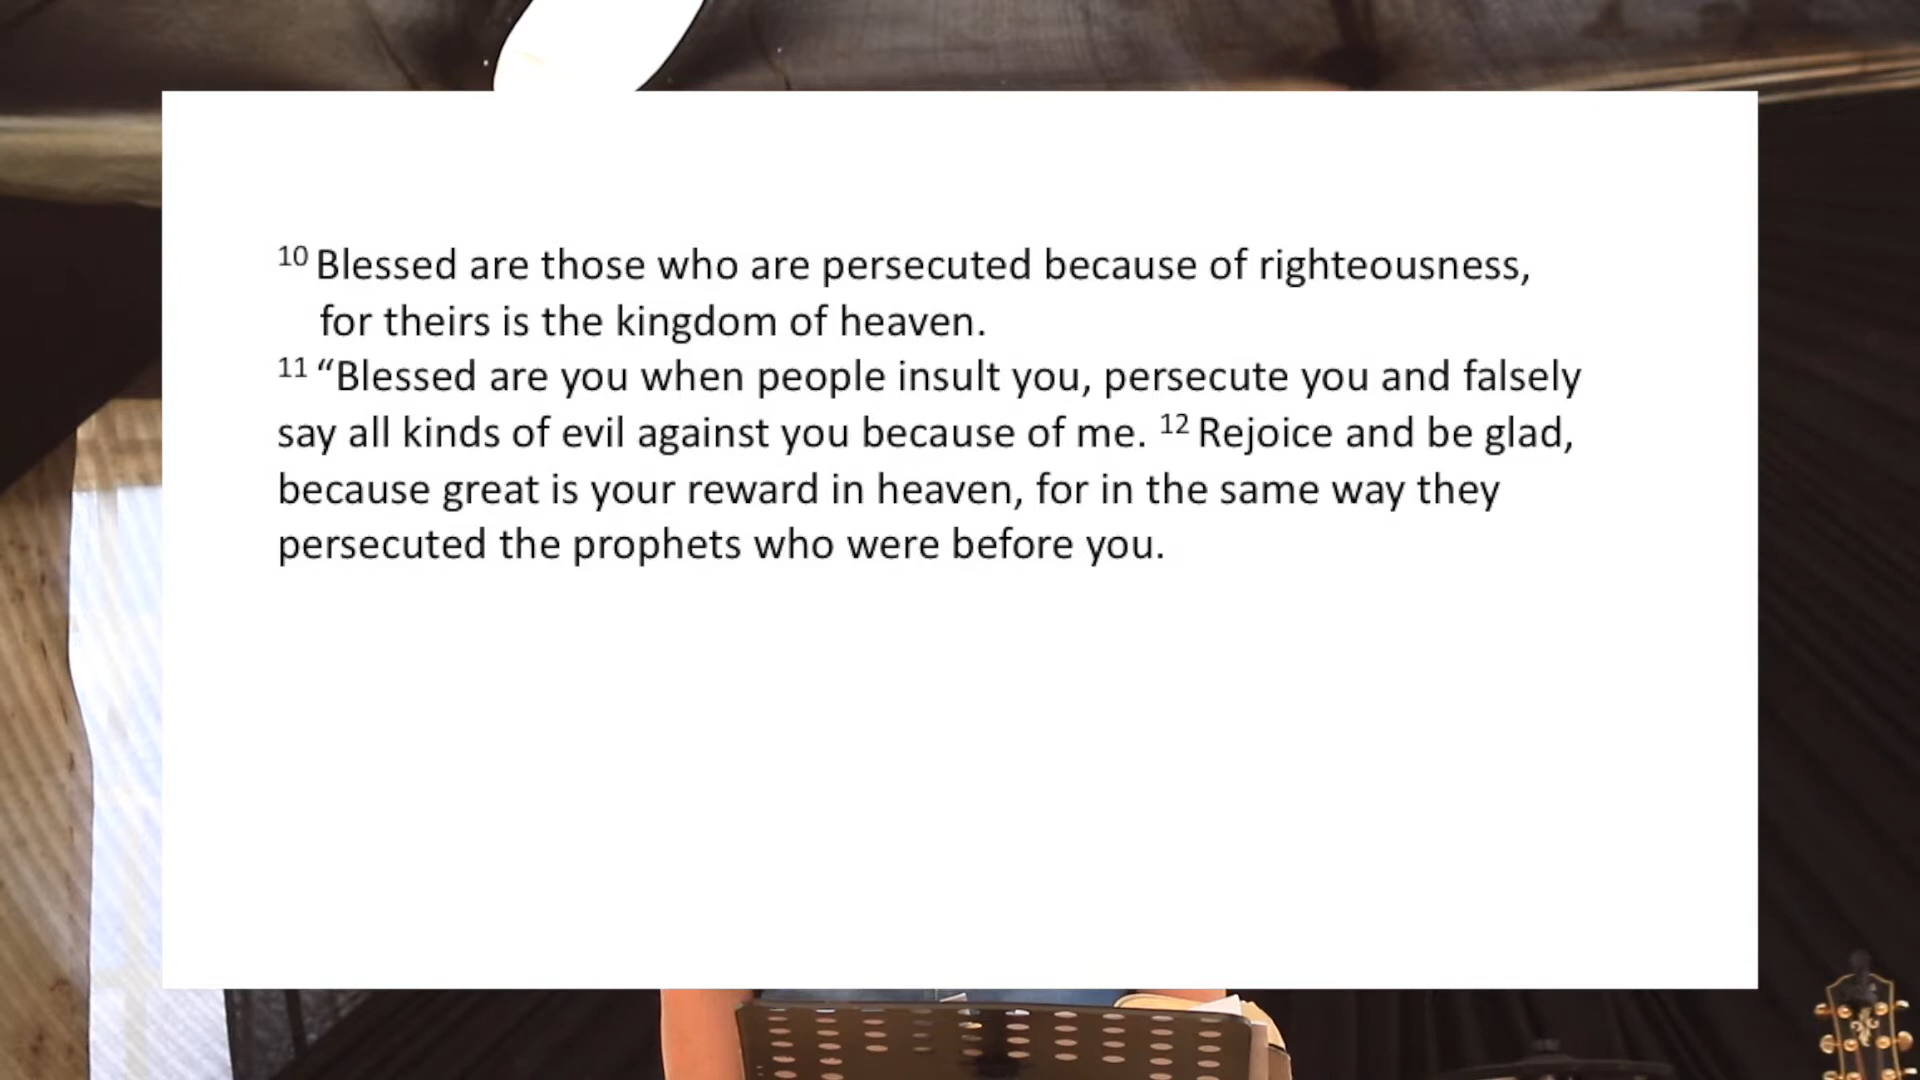 10 Blessed are those who are persecuted because of righteousness,
for theirs is the kingdom of heaven.
11 “Blessed are you when people insult you, persecute you and falsely
say all kinds of evil against you because of me. 12 Rejoice and be glad,
because great is your reward in heaven, for in the same way they
persecuted the prophets who were before you.